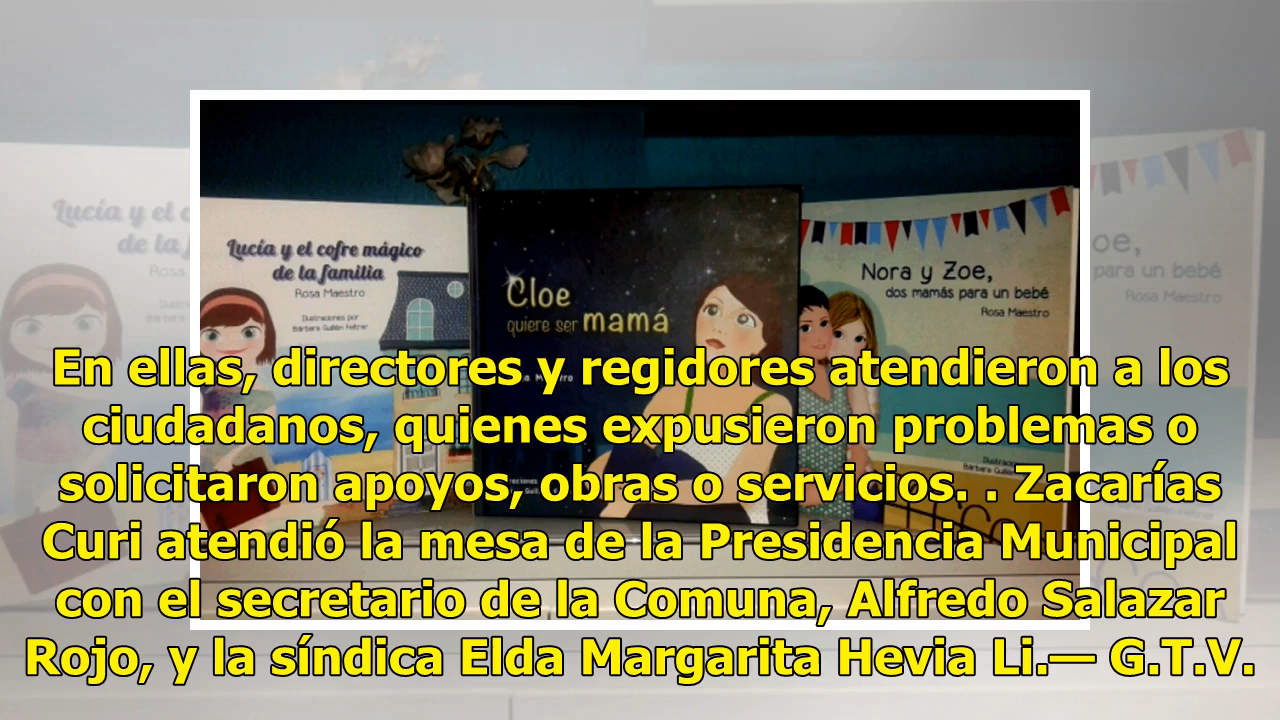 Lucía y el cofre mágico
de la familia
Rosa Maestro
Ilustraciones por
Bárbara Guillén Feltrer
Cloe
quiere ser mamá
Nora y Zoe,
dos mamás para un bebé
Rosa Maestro
En ellas, directores y regidores atendieron a los
ciudadanos, quienes expusieron problemas o
solicitaron apoyos, obras o servicios. . Zacarías
Curi atendió la mesa de la Presidencia Municipal
con el secretario de la Comuna, Alfredo Salazar
Rojo, y la síndica Elda Margarita Hevia Li.— G.T.V.